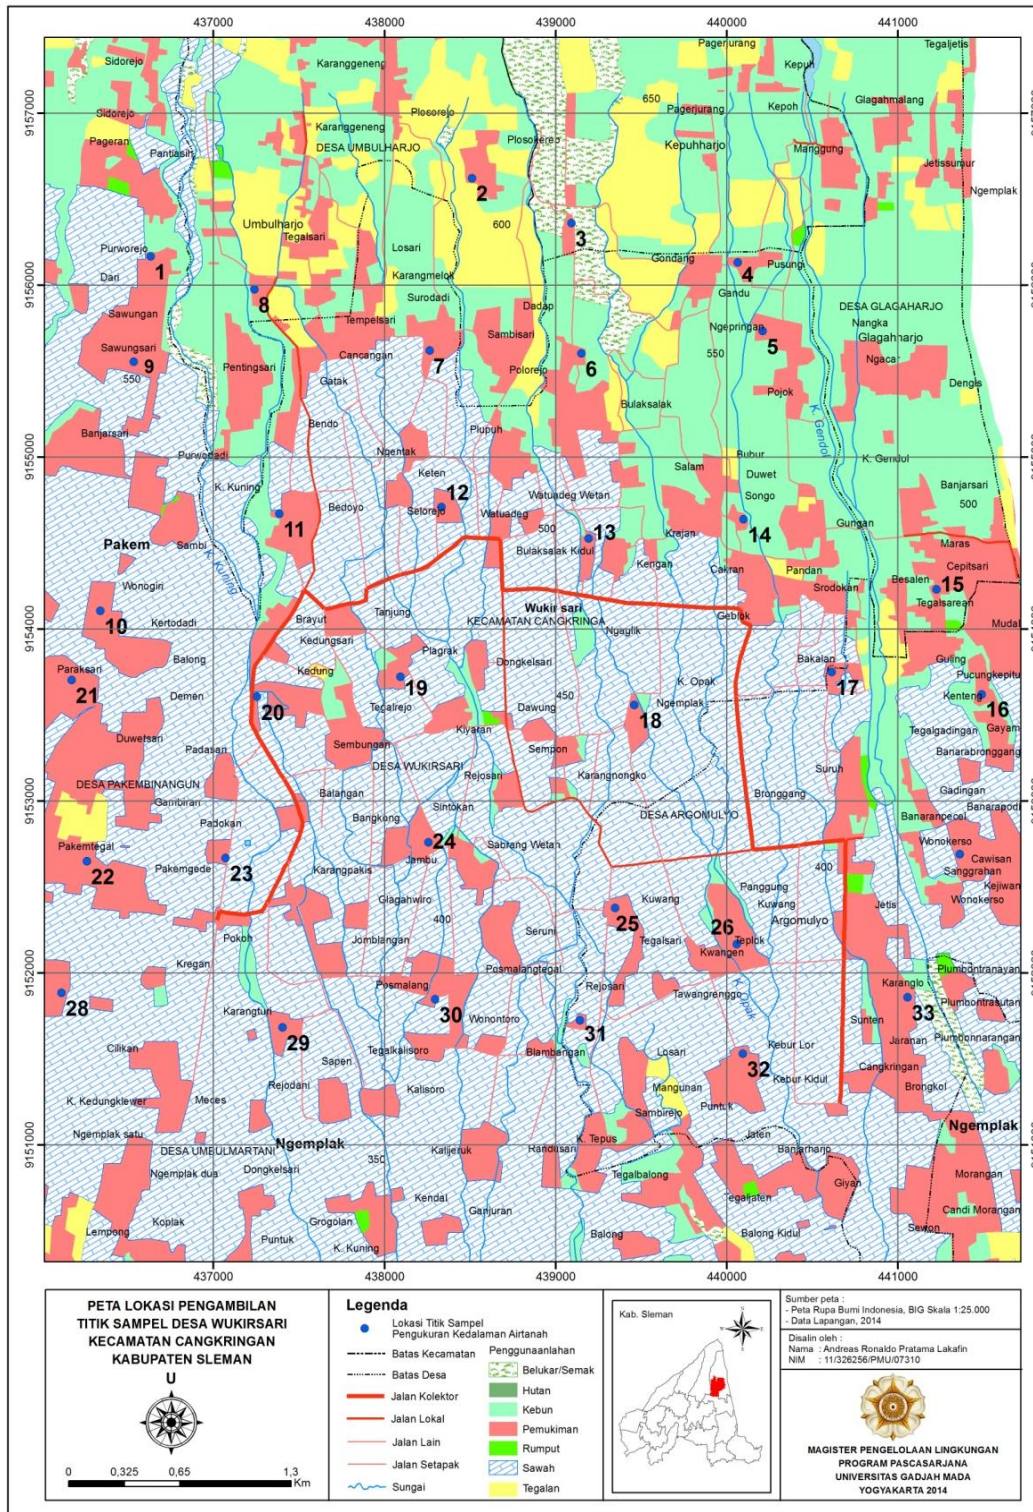 437000 438000 439000 440000 441000
Sidorejo Karanggeneng Pagerjurang Kepuh Tegaljetis
650
9157000 Sidorejo Plosorejo Pagerjurang Kepoh Glagahmalang
Karanggeneng
Pageran Pantiasih DESA UMBULHARJO Plosokerep Kepuhharjo Manggung Jetissumur
2 Ngemplak
Umbulharjo 600 3
Tegalsari
Purworejo Losari Gondang Pusung
Dari 1 Karangmelok 4
9156000 Surodadi Gandu
Sawungan 8 Dadap DESA GLAGAHARJO
Tempelsari Sambisari Ngepringan Nangka
Sawungsari Cancangan 5 Glagahharjo
9 7 6 550 Ngacar
550 Pentingsari Gatak Polorejo Dengis
Pojok
Bendo Bulaksalak K. Gendol
Banjarsari Plupuh
9155000 Purwodadi Ngentak Bubur K. Gendol
Keten Salam Duwet
K. Kuning 12 Watuadeg Wetan Songo Banjarsari
Bedoyo Selorejo Watuadeg 500
11 500 13 14 Gungan
Pakem Sambi Bulaksalak Kidul Krajan Maras
K. Kuning Kengan Cakran Pandan Cepitsari
Wonogiri Besalen 15
Srodokan Tegalsarean
10 Kertodadi Brayut Tanjung Wukir sari Geblok Mudal
9154000 KECAMATAN CANGKRINGA
Kedungsari Ngaglik
Balong Plagrak Dongkelsari Bakalan Guling
Paraksari Kedung K. Opak Pucungkepitu
21 Demen 19 450 17 Kenteng 16
20 Tegalrejo Dawung 18 Ngemplak Gayam
Duwetsari Kiyaran Tegalgadingan
Padasan Sembungan Sempon Banarabronggang
DESA PAKEMBINANGUN DESA WUKIRSARI Rejosari Karangnongko Suruh
Balangan Bronggang Gadingan
9153000 Gambiran Sintokan Banarapodi
Padokan Bangkong DESA ARGOMULYO Banaranpecel
24 Wonokerso
Pakemtegal Sabrang Wetan
22 Pakemgede 23 Karangpakis Jambu 400 Cawisan
Sanggrahan
Panggung Kejiwan
Glagahwiro 25 Kuwang Kuwang Jetis Wonokerso
400 26 Argomulyo
Pokoh Jomblangan Seruni Tegalsari Teplok
Kregan Kwangen
9152000 Posmalangtegal Plumbontranayan
28 Posmalang Rejosari Karanglo
Karangturi 30 Tawangrenggo 33 Plumbontrasutan
29 Wonontoro 31 K. Opak Sunten
Cilikan Kebur Lor Jaranan Plumbonnarangan
Sapen Tegalkalisoro Blambangan Losari 32
Rejodani Kebur Kidul Cangkringan
K. Kedungklewer Meces Kalisoro Mangunan Brongkol
Puntuk
Ngemplak satu Sambirejo
Ngemplak K. Tepus Jaten Ngemplak
9151000 DESA UMBULMARTANI 350 Kalijeruk Randusari Banjarharjo
Ngemplak dua Dongkelsari Tegalbalong Morangan
Kendal Giyan
Koplak Ganjuran Tegaljaten Candi Morangan
Lempong Grogolan Balong Balong Kidul Sewon
Puntuk
K. Kuning
437000 438000 439000 440000 441000
PETA LOKASI PENGAMBILAN
TITIK SAMPEL DESA WUKIRSARI
KECAMATAN CANGKRINGAN
KABUPATEN SLEMAN
U
0 0,325 0,65 1,3
Km
Legenda
Lokasi Titik Sampel
Pengukuran Kedalaman Airtanah
Batas Kecamatan
Batas Desa
Jalan Kolektor
Jalan Lokal
Jalan Lain
Jalan Setapak
Sungai
Penggunaanlahan
Belukar/Semak
Hutan
Kebun
Pemukiman
Rumput
Sawah
Tegalan
Kab. Sleman
Sumber peta :
- Peta Rupa Bumi Indonesia, BIG Skala 1:25.000
- Data Lapangan, 2014
Disalin oleh :
Nama : Andreas Ronaldo Pratama Lakafin
NIM : 11/326256/PMU/07310
MAGISTER PENGELOLAAN LINGKUNGAN
PROGRAM PASCASARJANA
UNIVERSITAS GADJAH MADA
YOGYAKARTA 2014